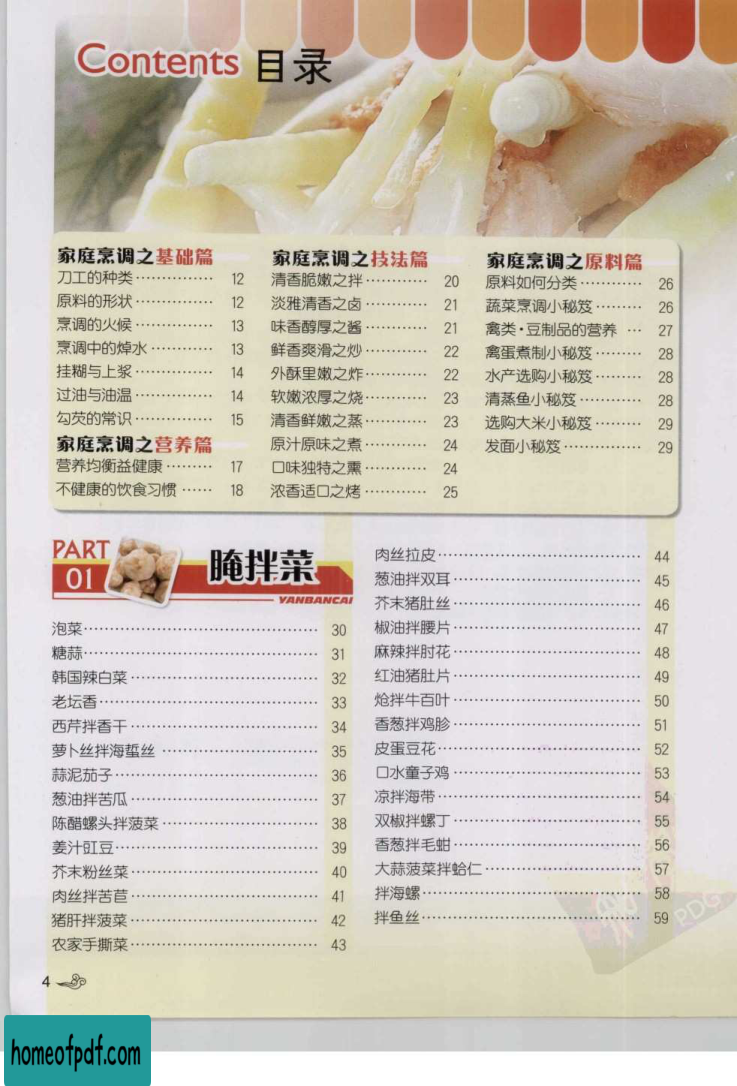 Contents 目录
家庭烹调之基础篇
刀工的种类 12
原料的形状 12
烹调的火候 13
烹调中的焯水 13
挂糊与上浆 14
过油与油温 14
勾芡的常识 15
家庭烹调之营养篇
营养均衡益健康 17
不健康的饮食习惯 18
家庭烹调之技法篇
清香脆嫩之拌 20
淡雅清香之卤 21
味香醇厚之酱 21
鲜香爽滑之炒 22
外酥里嫩之炸 22
软嫩浓厚之烧 23
清香鲜嫩之蒸 23
原汁原味之煮 24
口味独特之熏 24
浓香适口之烤 25
家庭烹调之原料篇
原料如何分类 26
蔬菜烹调小秘笈 26
禽类·豆制品的营养 27
禽蛋煮制小秘笈 28
水产选购小秘笈 28
清蒸鱼小秘笈 28
选购大米小秘笈 29
发面小秘笈 29
PART
01
腌拌菜
YANBANCAI
泡菜 30
糖蒜 31
韩国辣白菜 32
老坛香 33
西芹拌香干 34
萝卜丝拌海蜇丝 35
蒜泥茄子 36
葱油拌苦瓜 37
陈醋螺头拌菠菜 38
姜汁豇豆 39
芥末粉丝菜 40
肉丝拌苦苣 41
猪肝拌菠菜 42
农家手撕菜 43
肉丝拉皮 44
葱油拌双耳 45
芥末猪肚丝 46
椒油拌腰片 47
麻辣拌肘花 48
红油猪肚片 49
炝拌牛百叶 50
香葱拌鸡胗 51
皮蛋豆花 52
口水童子鸡 53
凉拌海带 54
双椒拌螺丁 55
香葱拌毛蚶 56
大蒜菠菜拌蛤仁 57
拌海螺 58
拌鱼丝 59
PDG
4
homeofpdf.com